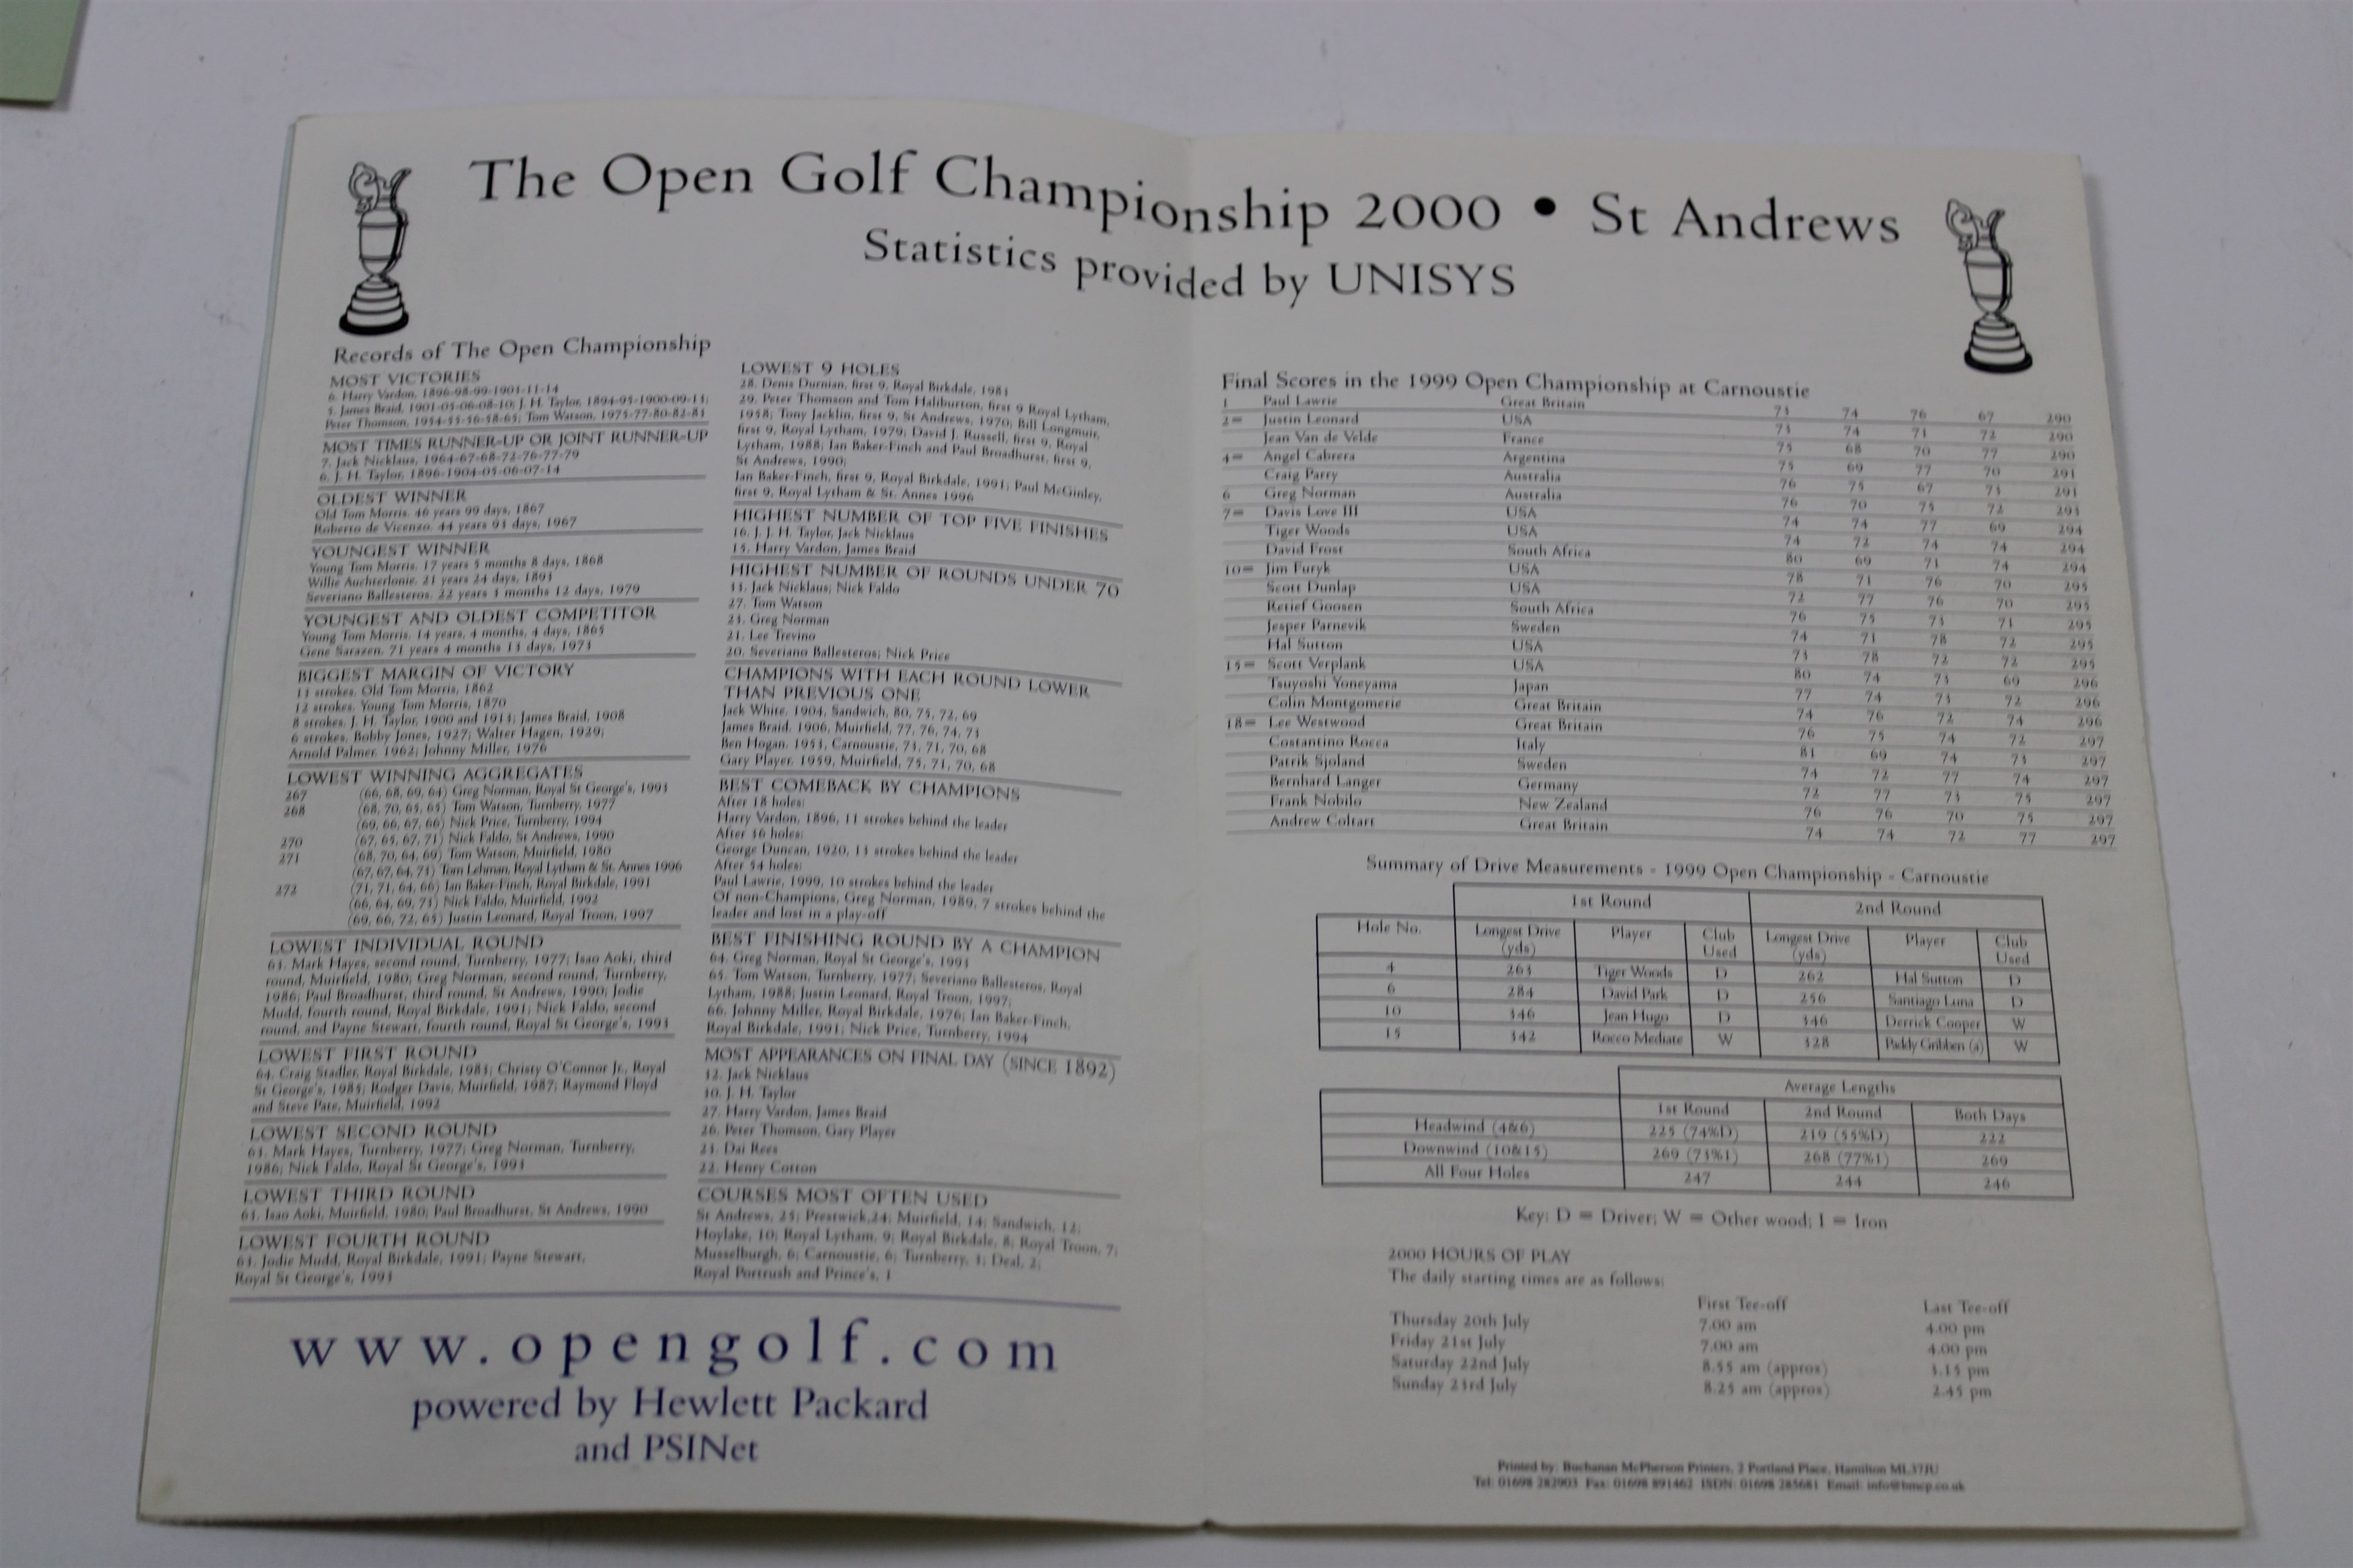 The Open Golf Championship 2000 • St Andrews
Statistics provided by UNISYS
Records of The Open Championship
MOST VICTORIES
6. Harry Vardon, 1896-98-99-1903-11-14
5. James Braid, 1901-05-06-08-10; J. H. Taylor, 1894-95-1900-09-13;
Peter Thomson, 1954-55-56-58-65; Tom Watson, 1975-77-80-82-83
MOST TIMES RUNNER-UP OR JOINT RUNNER-UP
7. Jack Nicklaus, 1964-67-68-72-76-77-79
6. J. H. Taylor, 1896-1904-05-06-07-14
OLDEST WINNER
Old Tom Morris. 46 years 99 days, 1867
Roberto de Vicenzo. 44 years 93 days, 1967
YOUNGEST WINNER
Young Tom Morris. 17 years 5 months 8 days, 1868
Willie Auchterlonie. 21 years 24 days, 1893
Severiano Ballesteros. 22 years 3 months 12 days, 1979
YOUNGEST AND OLDEST COMPETITOR
Young Tom Morris. 14 years, 4 months, 4 days, 1865
Gene Sarazen. 71 years 4 months 13 days, 1973
BIGGEST MARGIN OF VICTORY
13 strokes. Old Tom Morris, 1862
12 strokes. Young Tom Morris, 1870
8 strokes. J. H. Taylor, 1900 and 1913; James Braid, 1908
6 strokes. Bobby Jones, 1927; Walter Hagen, 1929;
Arnold Palmer. 1962; Johnny Miller, 1976
LOWEST WINNING AGGREGATES
267 (66, 68, 69, 64) Greg Norman, Royal St George's, 1993
268 (68, 70, 65, 65) Tom Watson, Turnberry, 1977
(69, 66, 67, 66) Nick Price, Turnberry, 1994
270 (67, 65, 67, 71) Nick Faldo, St Andrews, 1990
271 (68, 70, 64, 69) Tom Watson, Muirfield, 1980
(67, 67, 64, 73) Tom Lehman, Royal Lytham & St. Annes 1996
272 (71, 71, 64, 66) Ian Baker-Finch, Royal Birkdale, 1991
(66, 64, 69, 73) Nick Faldo, Muirfield, 1992
(69, 66, 72, 65) Justin Leonard, Royal Troon, 1997
LOWEST INDIVIDUAL ROUND
63. Mark Hayes, second round, Turnberry, 1977; Isao Aoki, third
round, Muirfield, 1980; Greg Norman, second round, Turnberry,
1986; Paul Broadhurst, third round, St Andrews, 1990; Jodie
Mudd, fourth round, Royal Birkdale, 1991; Nick Faldo, second
round, and Payne Stewart, fourth round, Royal St George's, 1993
LOWEST FIRST ROUND
64. Craig Stadler, Royal Birkdale, 1983; Christy O'Connor Jr., Royal
St George's, 1985; Rodger Davis, Muirfield, 1987; Raymond Floyd
and Steve Pate, Muirfield, 1992
LOWEST SECOND ROUND
63. Mark Hayes, Turnberry, 1977; Greg Norman, Turnberry,
1986; Nick Faldo, Royal St George's, 1993
LOWEST THIRD ROUND
63. Isao Aoki, Muirfield, 1980; Paul Broadhurst, St Andrews, 1990
LOWEST FOURTH ROUND
63. Jodie Mudd, Royal Birkdale, 1991; Payne Stewart,
Royal St George's, 1993
LOWEST 9 HOLES
28. Denis Durnian, first 9, Royal Birkdale, 1983
29. Peter Thomson and Tom Haliburton, first 9 Royal Lytham,
1958; Tony Jacklin, first 9, St Andrews, 1970; Bill Longmuir,
first 9, Royal Lytham, 1979; David J. Russell, first 9, Royal
Lytham, 1988; Ian Baker-Finch and Paul Broadhurst, first 9,
St Andrews, 1990;
Ian Baker-Finch, first 9, Royal Birkdale, 1991; Paul McGinley,
first 9, Royal Lytham & St. Annes 1996
HIGHEST NUMBER OF TOP FIVE FINISHES
16. J. J. H. Taylor, Jack Nicklaus
15. Harry Vardon, James Braid
HIGHEST NUMBER OF ROUNDS UNDER 70
33. Jack Nicklaus; Nick Faldo
27. Tom Watson
23. Greg Norman
21. Lee Trevino
20. Severiano Ballesteros; Nick Price
CHAMPIONS WITH EACH ROUND LOWER
THAN PREVIOUS ONE
Jack White, 1904, Sandwich, 80, 75, 72, 69
James Braid, 1906, Muirfield, 77, 76, 74, 73
Ben Hogan. 1953, Carnoustie, 73, 71, 70, 68
Gary Player. 1959, Muirfield, 75, 71, 70, 68
BEST COMEBACK BY CHAMPIONS
After 18 holes:
Harry Vardon, 1896, 11 strokes behind the leader
After 36 holes:
George Duncan, 1920, 13 strokes behind the leader
After 54 holes:
Paul Lawrie, 1999, 10 strokes behind the leader
Of non-Champions, Greg Norman, 1989, 7 strokes behind the
leader and lost in a play-off
BEST FINISHING ROUND BY A CHAMPION
64. Greg Norman, Royal St George's, 1993
65. Tom Watson, Turnberry, 1977; Severiano Ballesteros, Royal
Lytham, 1988; Justin Leonard, Royal Troon, 1997;
66. Johnny Miller, Royal Birkdale, 1976; Ian Baker-Finch,
Royal Birkdale, 1991; Nick Price, Turnberry, 1994
MOST APPEARANCES ON FINAL DAY (SINCE 1892)
32. Jack Nicklaus
30. J. H. Taylor
27. Harry Vardon, James Braid
26. Peter Thomson, Gary Player
23. Dai Rees
22. Henry Cotton
COURSES MOST OFTEN USED
St Andrews, 25; Prestwick,24; Muirfield, 14; Sandwich, 12;
Hoylake, 10; Royal Lytham, 9; Royal Birkdale, 8; Royal Troon, 7;
Musselburgh, 6; Carnoustie, 6; Turnberry, 3; Deal, 2;
Royal Portrush and Prince's, 1
www.opengolf.com
powered by Hewlett Packard
and PSINet
Final Scores in the 1999 Open Championship at Carnoustie
1 Paul Lawrie Great Britain 73 74 76 67 290
2= Justin Leonard USA 73 74 71 72 290
Jean Van de Velde France 75 68 70 77 290
4= Angel Cabrera Argentina 75 69 77 70 291
Craig Parry Australia 76 75 67 73 291
6 Greg Norman Australia 76 70 75 72 293
7= Davis Love III USA 74 74 77 69 294
Tiger Woods USA 74 72 74 74 294
David Frost South Africa 80 69 71 74 294
10= Jim Furyk USA 78 71 76 70 295
Scott Dunlap USA 72 77 76 70 295
Retief Goosen South Africa 76 75 73 71 295
Jesper Parnevik Sweden 74 71 78 72 295
Hal Sutton USA 73 78 72 72 295
15= Scott Verplank USA 80 74 73 69 296
Tsuyoshi Yoneyama Japan 77 74 73 72 296
Colin Montgomerie Great Britain 74 76 72 74 296
18= Lee Westwood Great Britain 76 75 74 72 297
Costantino Rocca Italy 81 69 74 73 297
Patrik Sjoland Sweden 74 72 77 74 297
Bernhard Langer Germany 72 77 73 75 297
Frank Nobilo New Zealand 76 76 70 75 297
Andrew Coltart Great Britain 74 74 72 77 297
Summary of Drive Measurements - 1999 Open Championship - Carnoustie
1st Round 2nd Round
Hole No. Longest Drive (yds) Player Club Used Longest Drive (yds) Player Club Used
4 263 Tiger Woods D 262 Hal Sutton D
6 284 David Park D 256 Santiago Luna D
10 346 Jean Hugo D 346 Derrick Cooper W
15 342 Rocco Mediate W 328 Paddy Gribben (a) W
Average Lengths
1st Round 2nd Round Both Days
Headwind (4&6) 225 (74%D) 219 (55%D) 222
Downwind (10&15) 269 (73%I) 268 (77%I) 269
All Four Holes 247 244 246
Key: D = Driver; W = Other wood; I = Iron
2000 HOURS OF PLAY
The daily starting times are as follows:
First Tee-off Last Tee-off
Thursday 20th July 7.00 am 4.00 pm
Friday 21st July 7.00 am 4.00 pm
Saturday 22nd July 8.55 am (approx) 3.15 pm
Sunday 23rd July 8.25 am (approx) 2.45 pm
Printed by: Buchanan McPherson Printers, 2 Portland Place, Hamilton ML3 7JU
Tel: 01698 282903 Fax: 01698 891462 ISDN: 01698 285681 Email: info@bmcp.co.uk